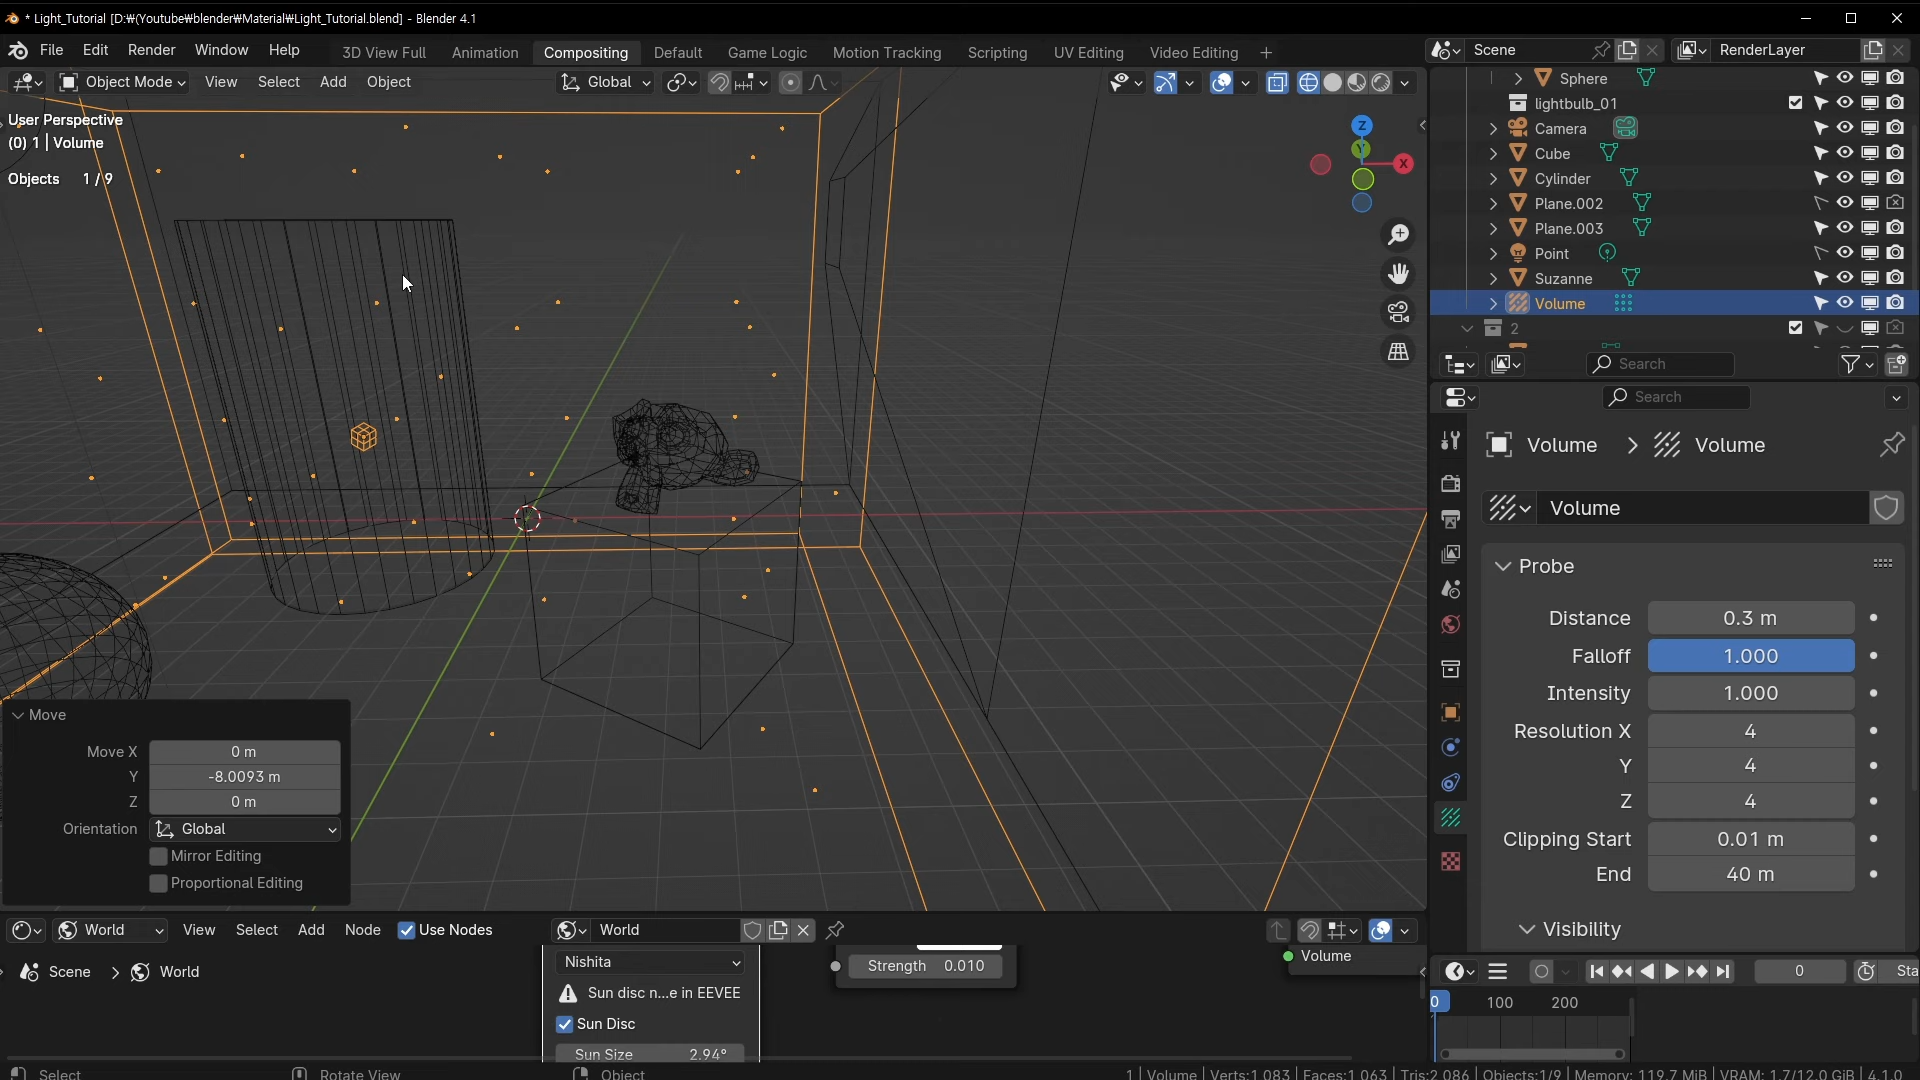 * Light_Tutorial [D:₩(Youtube₩blender₩Material₩Light_Tutorial.blend] - Blender 4.1
File Edit Render Window Help
3D View Full Animation Compositing Default Game Logic Motion Tracking Scripting UV Editing Video Editing +
Scene
RenderLayer
Object Mode View Select Add Object
Global
User Perspective
(0) 1 | Volume
Objects 1/9
Z
Y
X
Sphere
lightbulb_01
Camera
Cube
Cylinder
Plane.002
Plane.003
Point
Suzanne
Volume
2
Search
Search
Volume > Volume
Volume
Probe
Distance 0.3 m
Falloff 1.000
Intensity 1.000
Resolution X 4
Y 4
Z 4
Clipping Start 0.01 m
End 40 m
Visibility
Move
Move X 0 m
Y -8.0093 m
Z 0 m
Orientation Global
Mirror Editing
Proportional Editing
World View Select Add Node Use Nodes
World
Scene > World
Nishita
Sun disc n...e in EEVEE
Sun Disc
Sun Size 2.94°
Strength 0.010
Volume
0
Sta
0 100 200
Select
Rotate View
Object
1 | Volume | Verts:1,083 | Faces:1,063 | Tris:2,086 | Objects:1/9 | Memory: 119.7 MiB | VRAM: 1.7/12.0 GiB | 4.1.0